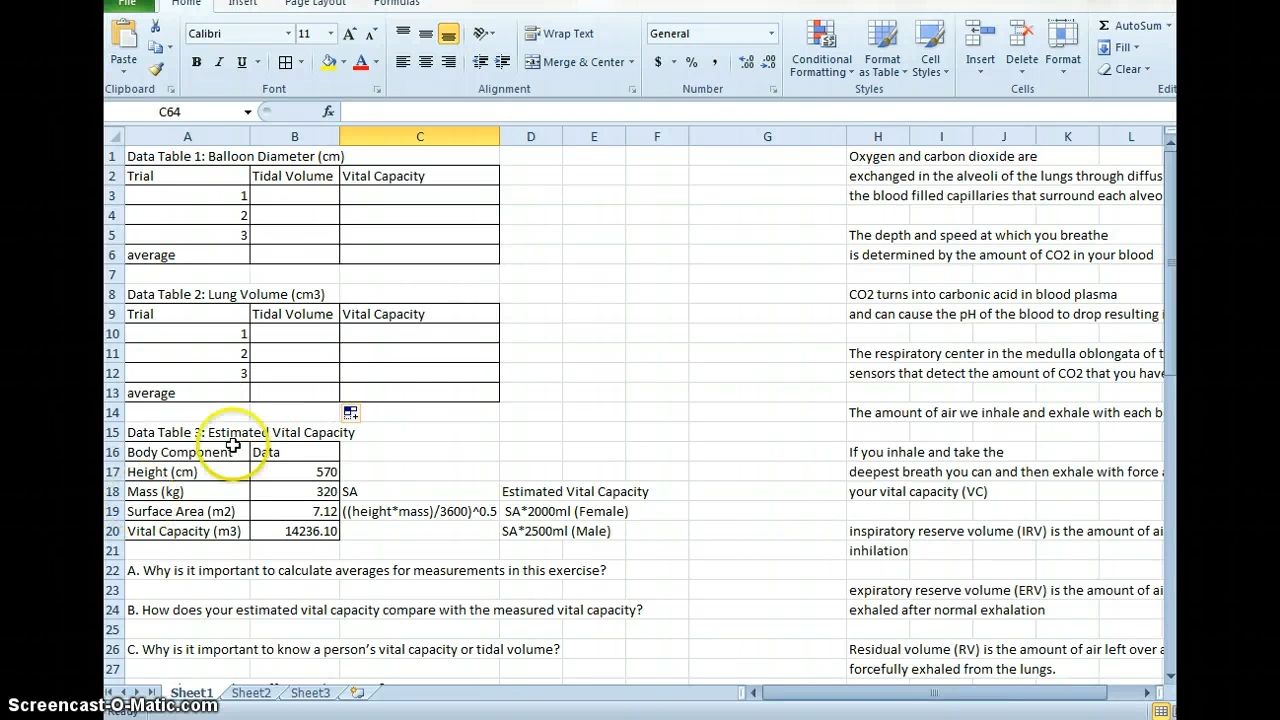 File Home Insert Page Layout Formulas
Calibri 11 Wrap Text General AutoSum
Paste B I U Merge & Center $ % , Conditional Formatting Format as Table Cell Styles Insert Delete Format Fill Clear
Clipboard Font Alignment Number Styles Cells
C64 fx
A B C D E F G H I J K L
1 Data Table 1: Balloon Diameter (cm) Oxygen and carbon dioxide are
2 Trial Tidal Volume Vital Capacity exchanged in the alveoli of the lungs through diffus
3 1 the blood filled capillaries that surround each alveo
4 2
5 3 The depth and speed at which you breathe
6 average is determined by the amount of CO2 in your blood
7
8 Data Table 2: Lung Volume (cm3) CO2 turns into carbonic acid in blood plasma
9 Trial Tidal Volume Vital Capacity and can cause the pH of the blood to drop resulting i
10 1
11 2 The respiratory center in the medulla oblongata of t
12 3 sensors that detect the amount of CO2 that you have
13 average
14 The amount of air we inhale and exhale with each b
15 Data Table 3: Estimated Vital Capacity
16 Body Component Data If you inhale and take the
17 Height (cm) 570 deepest breath you can and then exhale with force a
18 Mass (kg) 320 SA Estimated Vital Capacity your vital capacity (VC)
19 Surface Area (m2) 7.12 ((height*mass)/3600)^0.5 SA*2000ml (Female)
20 Vital Capacity (m3) 14236.10 SA*2500ml (Male) inspiratory reserve volume (IRV) is the amount of air
21 inhilation
22 A. Why is it important to calculate averages for measurements in this exercise?
23 expiratory reserve volume (ERV) is the amount of ai
24 B. How does your estimated vital capacity compare with the measured vital capacity? exhaled after normal exhalation
25
26 C. Why is it important to know a person's vital capacity or tidal volume? Residual volume (RV) is the amount of air left over a
27 forcefully exhaled from the lungs.
Sheet1 Sheet2 Sheet3
Screencast-O-Matic.com